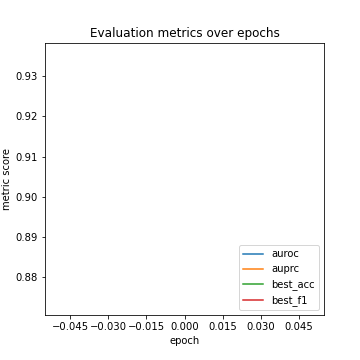 Evaluation metrics over epochs
metric score
0.93
0.92
0.91
0.90
0.89
0.88
auroc
auprc
best_acc
best_f1
−0.045 −0.030 −0.015 0.000 0.015 0.030 0.045
epoch